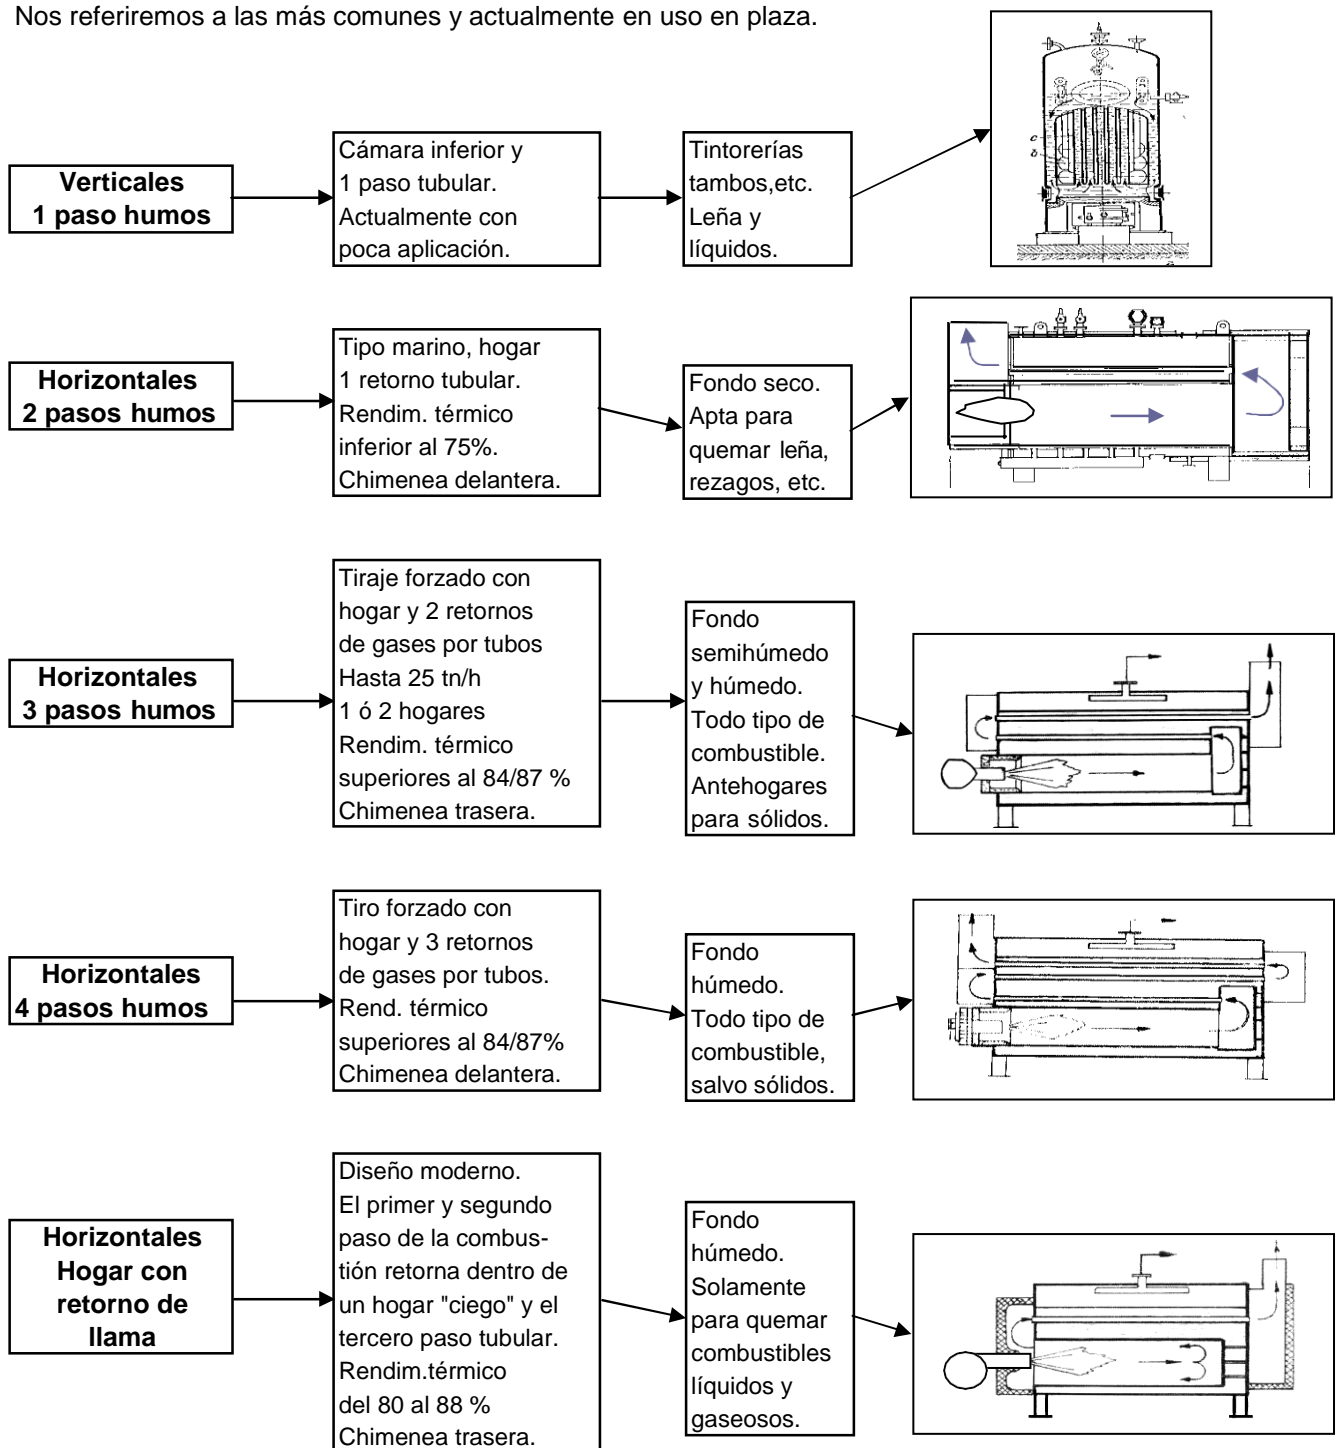 Nos referiremos a las más comunes y actualmente en uso en plaza.
Verticales
1 paso humos
Cámara inferior y
1 paso tubular.
Actualmente con
poca aplicación.
Tintorerías
tambos,etc.
Leña y
líquidos.
c
Horizontales
2 pasos humos
Tipo marino, hogar
1 retorno tubular.
Rendim. térmico
inferior al 75%.
Chimenea delantera.
Fondo seco.
Apta para
quemar leña,
rezagos, etc.
Horizontales
3 pasos humos
Tiraje forzado con
hogar y 2 retornos
de gases por tubos
Hasta 25 tn/h
1 ó 2 hogares
Rendim. térmico
superiores al 84/87 %
Chimenea trasera.
Fondo
semihúmedo
y húmedo.
Todo tipo de
combustible.
Antehogares
para sólidos.
Horizontales
4 pasos humos
Tiro forzado con
hogar y 3 retornos
de gases por tubos.
Rend. térmico
superiores al 84/87%
Chimenea delantera.
Fondo
húmedo.
Todo tipo de
combustible,
salvo sólidos.
Horizontales
Hogar con
retorno de
llama
Diseño moderno.
El primer y segundo
paso de la combus-
tión retorna dentro de
un hogar "ciego" y el
tercero paso tubular.
Rendim.térmico
del 80 al 88 %
Chimenea trasera.
Fondo
húmedo.
Solamente
para quemar
combustibles
líquidos y
gaseosos.